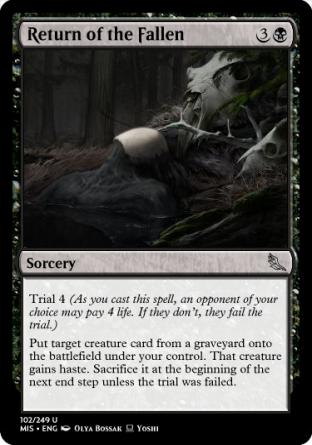 Return of the Fallen 3
Sorcery
Trial 4 (As you cast this spell, an opponent of your
choice may pay 4 life. If they don't, they fail the
trial.)
Put target creature card from a graveyard onto
the battlefield under your control. That creature
gains haste. Sacrifice it at the beginning of the
next end step unless the trial was failed.
102/249 U
MIS • ENG Olya Bossak Yoshi